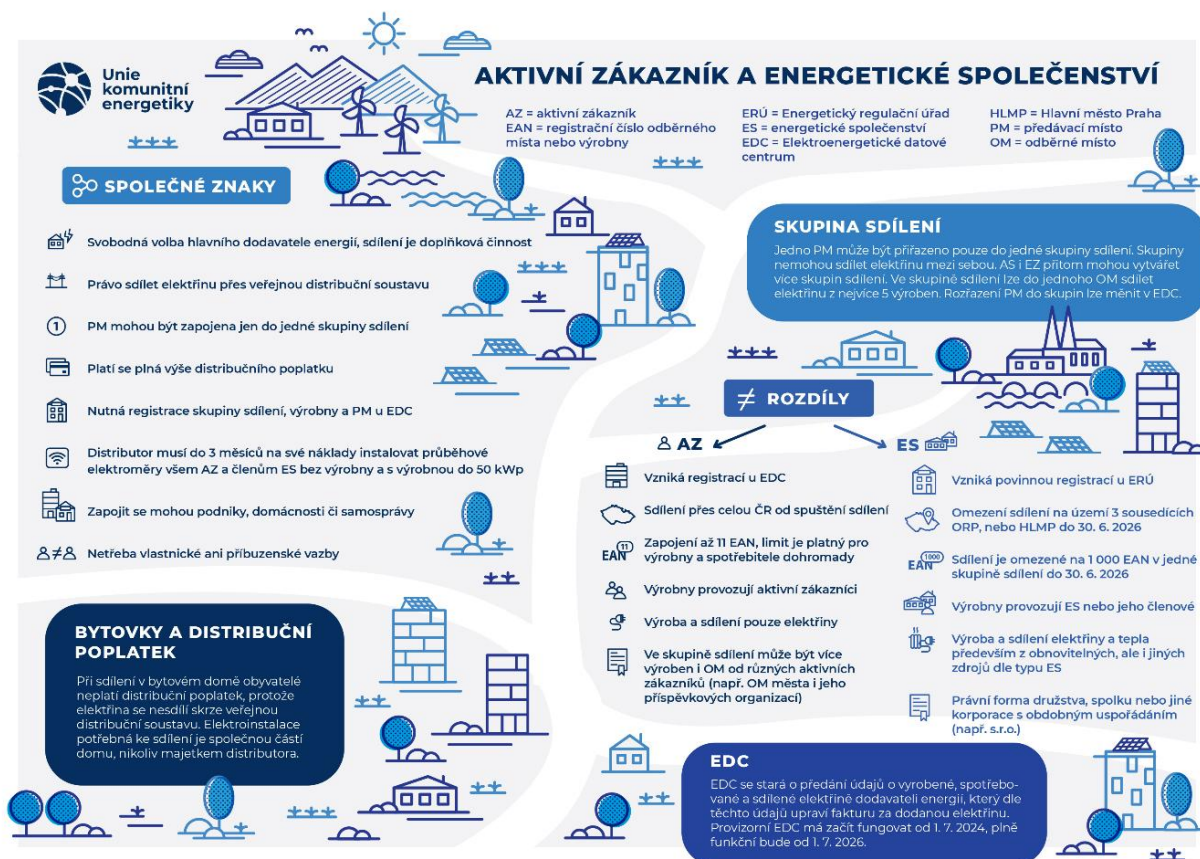 Unie
komunitní
energetiky
AKTIVNÍ ZÁKAZNÍK A ENERGETICKÉ SPOLEČENSTVÍ
AZ = aktivní zákazník
EAN = registrační číslo odběrného
místa nebo výrobny
ERÚ = Energetický regulační úřad
ES = energetické společenství
EDC = Elektroenergetické datové
centrum
HLMP = Hlavní město Praha
PM = předávací místo
OM = odběrné místo
SPOLEČNÉ ZNAKY
Svobodná volba hlavního dodavatele energií, sdílení je doplňková činnost
Právo sdílet elektřinu přes veřejnou distribuční soustavu
1
PM mohou být zapojena jen do jedné skupiny sdílení
Platí se plná výše distribučního poplatku
Nutná registrace skupiny sdílení, výrobny a PM u EDC
Distributor musí do 3 měsíců na své náklady instalovat průběhové
elektroměry všem AZ a členům ES bez výrobny a s výrobnou do 50 kWp
Zapojit se mohou podniky, domácnosti či samosprávy
Netřeba vlastnické ani příbuzenské vazby
SKUPINA SDÍLENÍ
Jedno PM může být přiřazeno pouze do jedné skupiny sdílení. Skupiny
nemohou sdílet elektřinu mezi sebou. AS i EZ přitom mohou vytvářet
více skupin sdílení. Ve skupině sdílení lze do jednoho OM sdílet
elektřinu z nejvíce 5 výroben. Rozřazení PM do skupin lze měnit v EDC.
≠ ROZDÍLY
AZ
Vzniká registrací u EDC
Sdílení přes celou ČR od spuštění sdílení
EAN 11
Zapojení až 11 EAN, limit je platný pro
výrobny a spotřebitele dohromady
Výrobny provozují aktivní zákazníci
Výroba a sdílení pouze elektřiny
Ve skupině sdílení může být více
výroben i OM od různých aktivních
zákazníků (např. OM města i jeho
příspěvkových organizací)
ES
Vzniká povinnou registrací u ERÚ
Omezení sdílení na území 3 sousedících
ORP, nebo HLMP do 30. 6. 2026
EAN 1000
Sdílení je omezené na 1 000 EAN v jedné
skupině sdílení do 30. 6. 2026
Výrobny provozují ES nebo jeho členové
Výroba a sdílení elektřiny a tepla
především z obnovitelných, ale i jiných
zdrojů dle typu ES
Právní forma družstva, spolku nebo jiné
korporace s obdobným uspořádáním
(např. s.r.o.)
BYTOVKY A DISTRIBUČNÍ
POPLATEK
Při sdílení v bytovém domě obyvatelé
neplatí distribuční poplatek, protože
elektřina se nesdílí skrze veřejnou
distribuční soustavu. Elektroinstalace
potřebná ke sdílení je společnou částí
domu, nikoliv majetkem distributora.
EDC
EDC se stará o předání údajů o vyrobené, spotřebo-
vané a sdílené elektřině dodavateli energií, který dle
těchto údajů upraví fakturu za dodanou elektřinu.
Provizorní EDC má začít fungovat od 1. 7. 2024, plně
funkční bude od 1. 7. 2026.